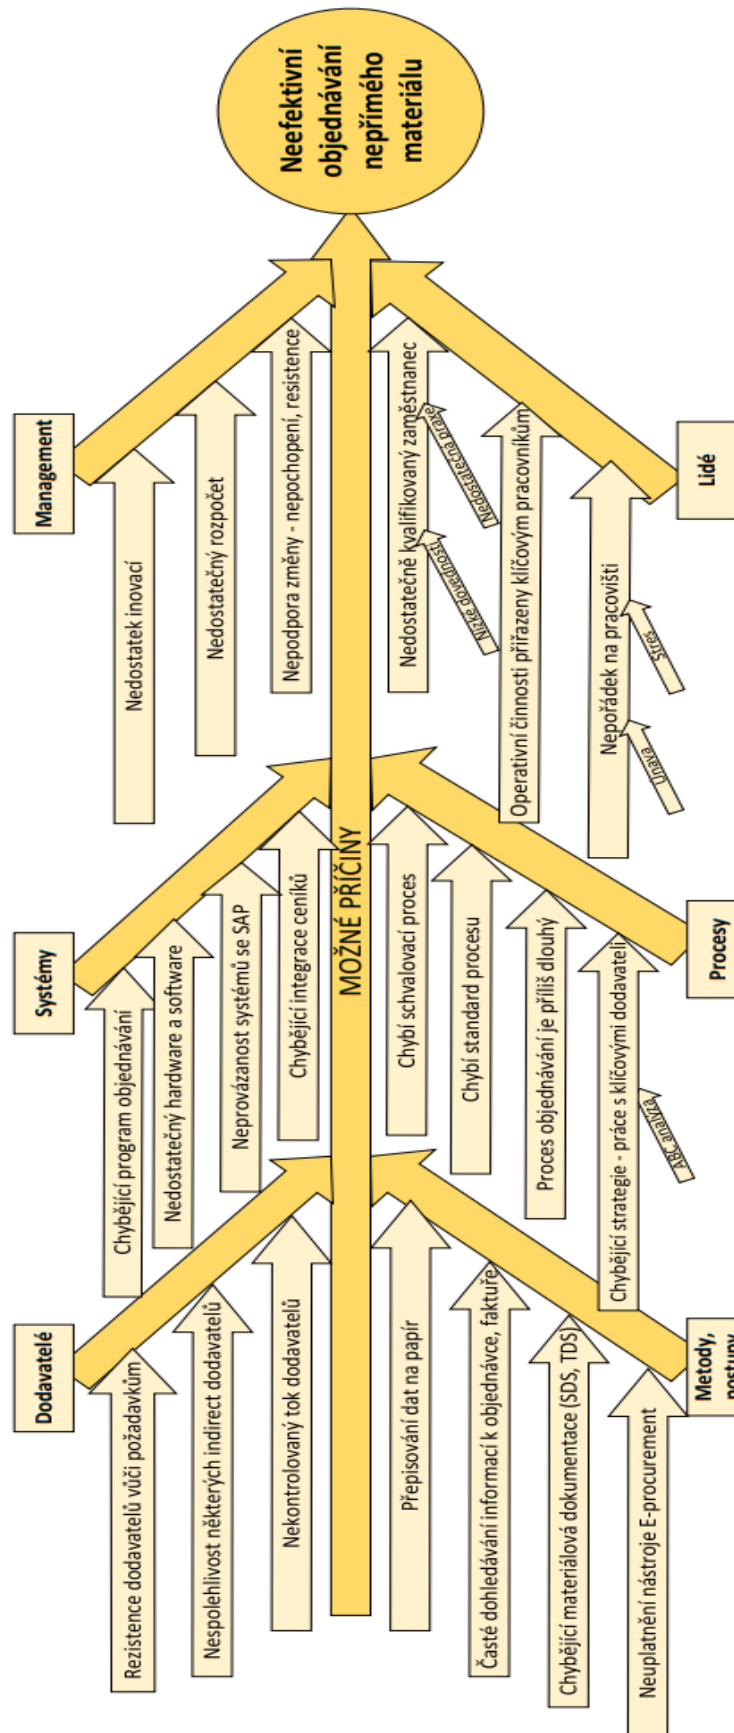 Dodavatelé
Rezistence dodavatelů vůči požadavkům
Nespolehlivost některých indirect dodavatelů
Nekontrolovaný tok dodavatelů
Systémy
Chybějící program objednávání
Nedostatečný hardware a software
Neprovázanost systémů se SAP
Chybějící integrace ceníků
Management
Nedostatek inovací
Nedostatečný rozpočet
Nepodpora změny - nepochopení, resistence
MOŽNÉ PŘÍČINY
Neefektivní
objednávání
nepřímého
materiálu
Metody,
postupy
Přepisování dat na papír
Časté dohledávání informací k objednávce, faktuře
Chybějící materiálová dokumentace (SDS, TDS)
Neuplatnění nástroje E-procurement
Procesy
Chybí schvalovací proces
Chybí standard procesu
Proces objednávání je příliš dlouhý
Chybějící strategie - práce s klíčovými dodavateli
ABC analýza
Lidé
Nedostatečně kvalifikovaný zaměstnanec
Nízké dovednosti
Nedostatečná praxe
Operativní činnosti přiřazeny klíčovým pracovníkům
Nepořádek na pracovišti
Únava
Stres